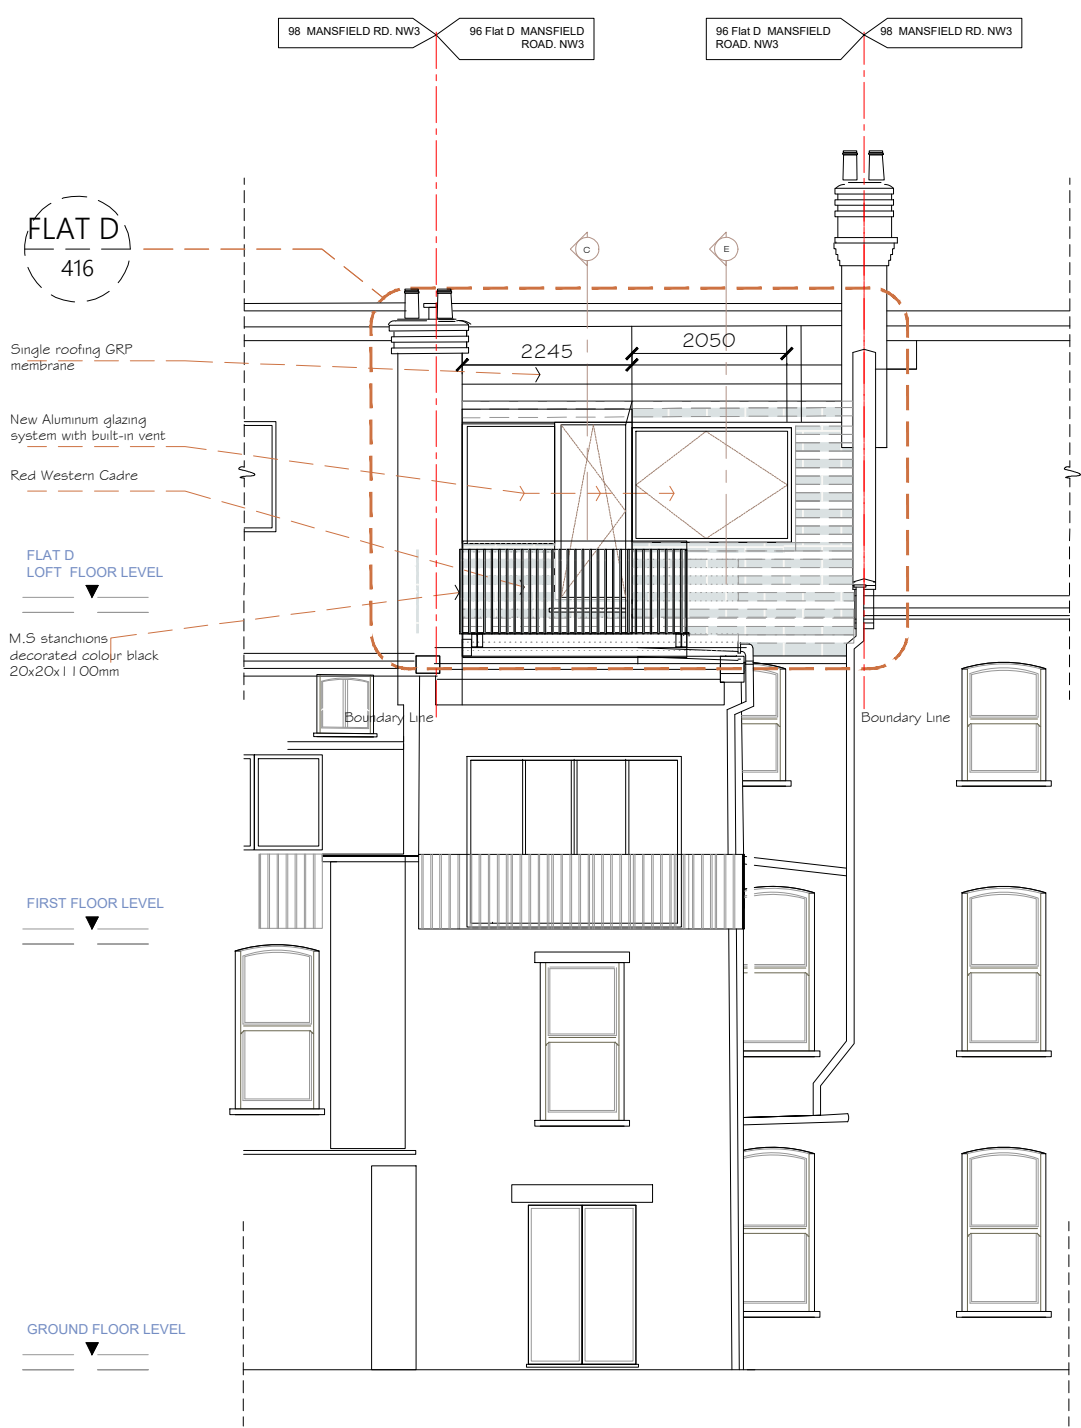 98 MANSFIELD RD. NW3
96 Flat D MANSFIELD
ROAD. NW3
96 Flat D MANSFIELD
ROAD. NW3
98 MANSFIELD RD. NW3
FLAT D
416
C
E
2245
2050
Single roofing GRP
membrane
New Aluminum glazing
system with built-in vent
Red Western Cadre
FLAT D
LOFT FLOOR LEVEL
M.S stanchions
decorated colour black
20x20x1100mm
Boundary Line
Boundary Line
FIRST FLOOR LEVEL
GROUND FLOOR LEVEL